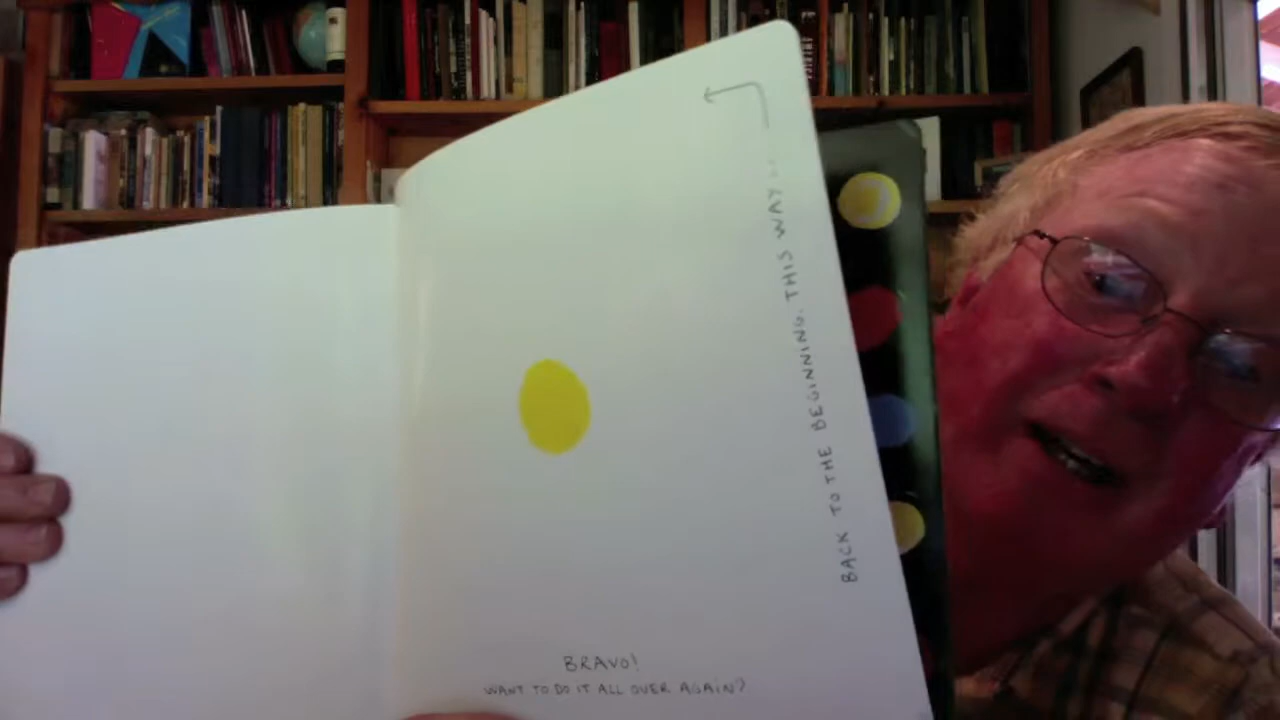 BACK TO THE BEGINNING. THIS WAY...
BRAVO!
WANT TO DO IT ALL OVER AGAIN?